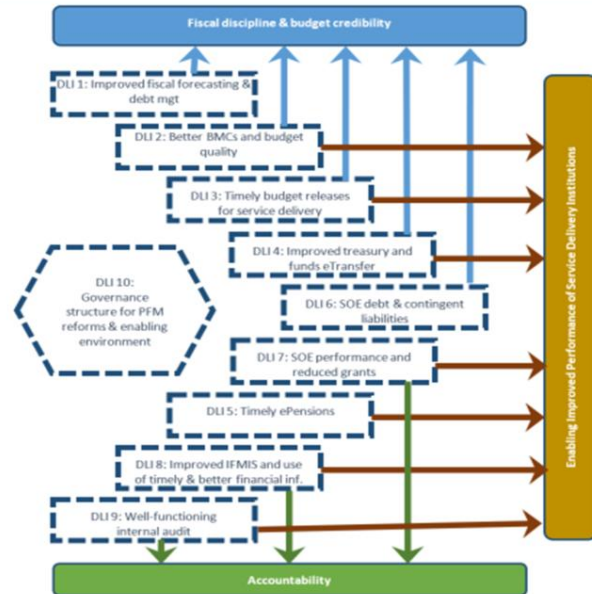 Fiscal discipline & budget credibility
DLI 1: Improved fiscal forecasting &
debt mgt
DLI 2: Better BMCs and budget
quality
DLI 3: Timely budget releases
for service delivery
DLI 4: Improved treasury and
funds eTransfer
DLI 10:
Governance
structure for PFM
reforms & enabling
environment
DLI 6: SOE debt & contingent
liabilities
DLI 7: SOE performance and
reduced grants
DLI 5: Timely ePensions
DLI 8: Improved IFMIS and use
of timely & better financial inf.
DLI 9: Well-functioning
internal audit
Enabling Improved Performance of Service Delivery Institutions
Accountability